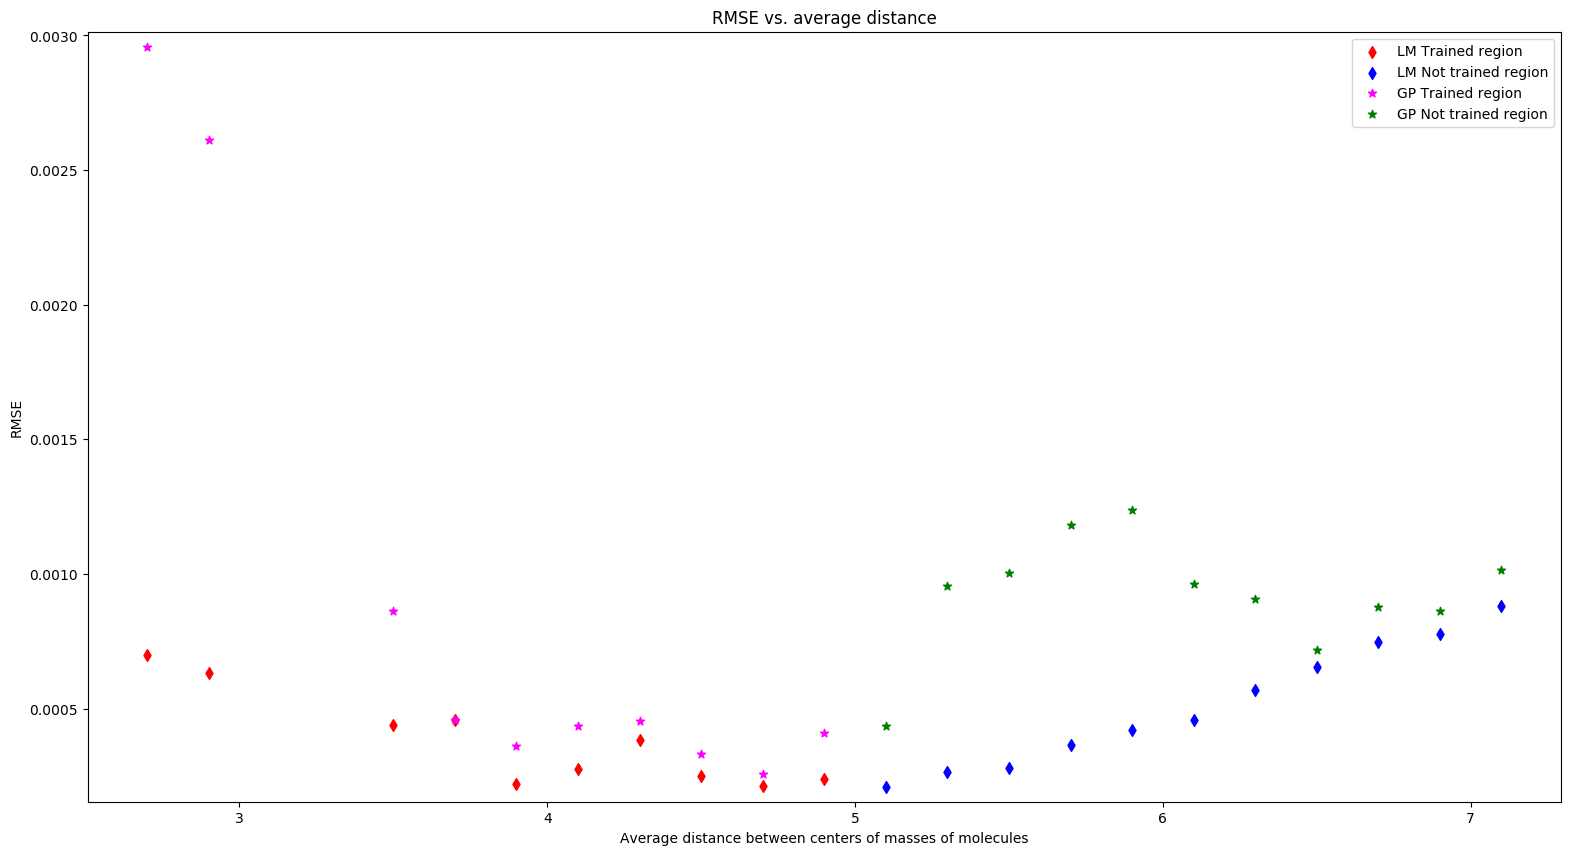 RMSE vs. average distance
LM Trained region
LM Not trained region
GP Trained region
GP Not trained region
RMSE
0.0030
0.0025
0.0020
0.0015
0.0010
0.0005
3
4
5
6
7
Average distance between centers of masses of molecules